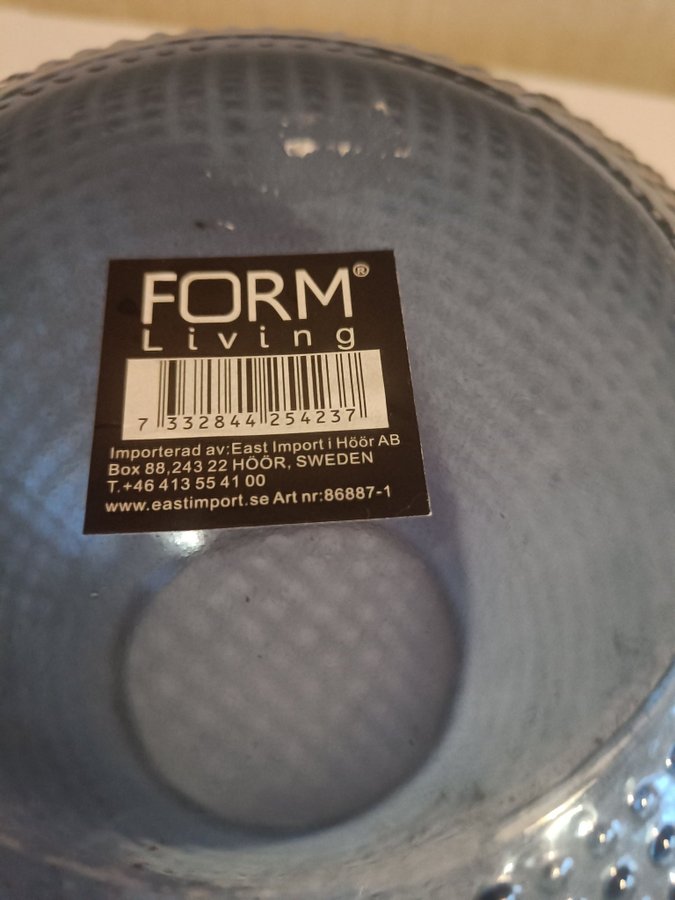 FORM®
Living
7 332844 254237
Importerad av:East Import i Höör AB
Box 88,243 22 HÖÖR, SWEDEN
T.+46 413 55 41 00
www.eastimport.se Art nr:86887-1